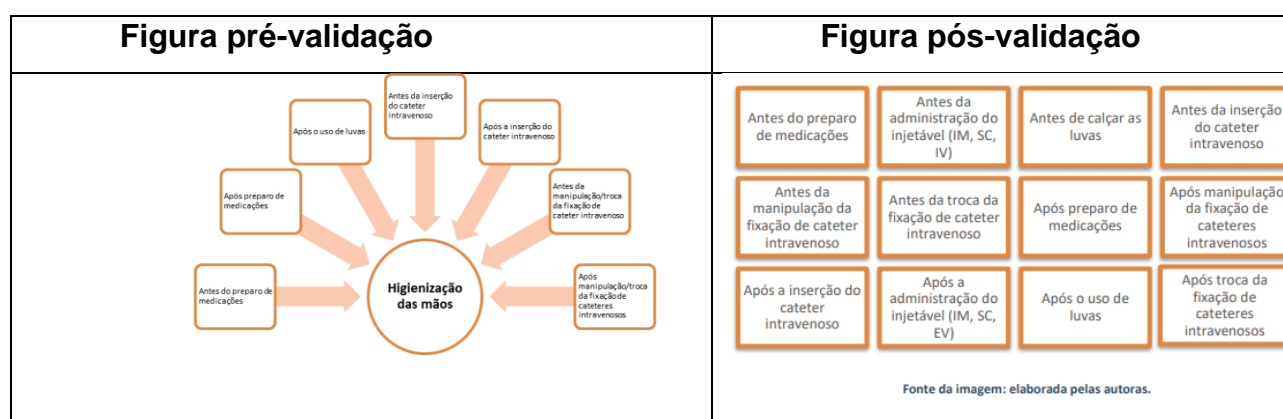 Figura pré-validação
Antes da inserção
do cateter
intravenoso
Após o uso de luvas
Após a inserção do
cateter intravenoso
Após preparo de
medicações
Antes da
manipulação/troca
da fixação de
cateter intravenoso
Antes do preparo de
medicações
Higienização
das mãos
Após
manipulação/troca
da fixação de
cateteres
intravenosos
Figura pós-validação
Antes do preparo
de medicações
Antes da
administração do
injetável (IM, SC,
IV)
Antes de calçar as
luvas
Antes da inserção
do cateter
intravenoso
Antes da
manipulação da
fixação de cateter
intravenoso
Antes da troca da
fixação de cateter
intravenoso
Após preparo de
medicações
Após manipulação
da fixação de
cateteres
intravenosos
Após a inserção do
cateter
intravenoso
Após a
administração do
injetável (IM, SC,
EV)
Após o uso de
luvas
Após troca da
fixação de
cateteres
intravenosos
Fonte da imagem: elaborada pelas autoras.